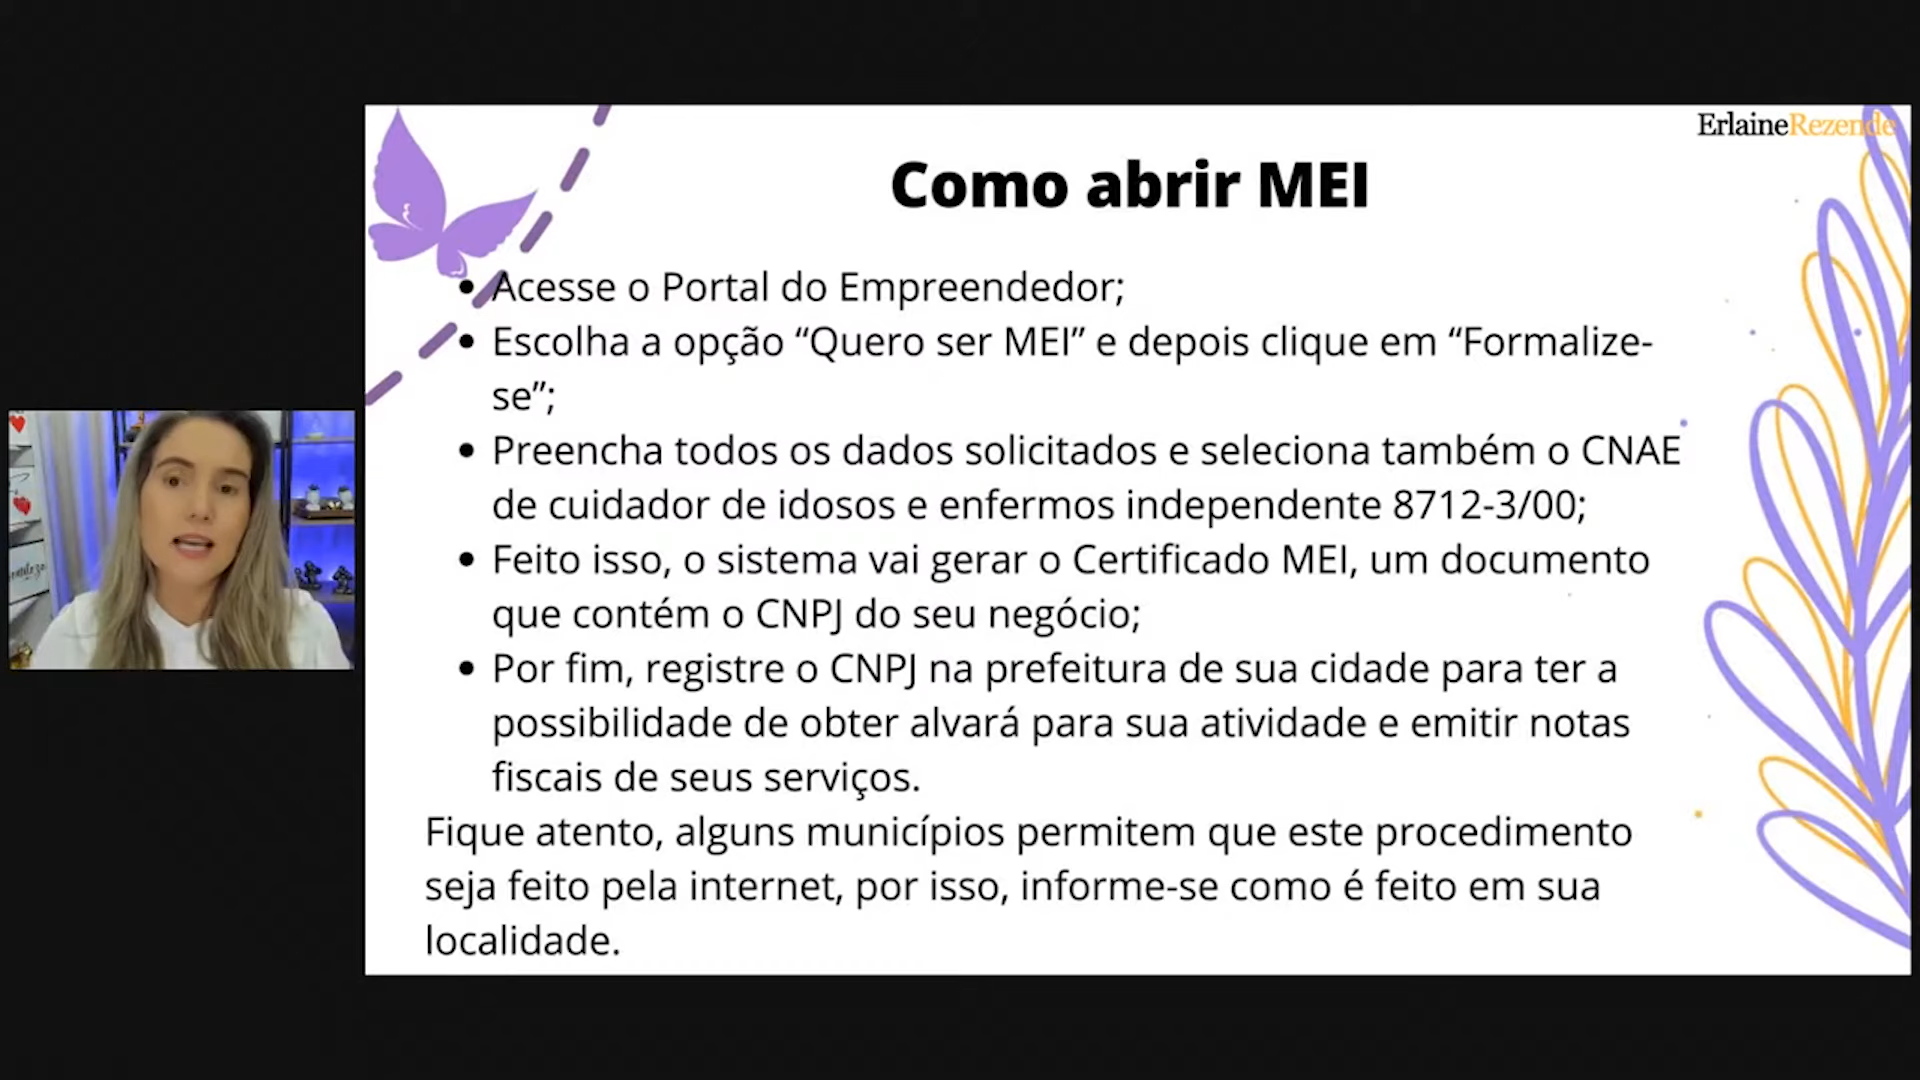 ErlaineRezende
Como abrir MEI
• Acesse o Portal do Empreendedor;
• Escolha a opção “Quero ser MEI” e depois clique em “Formalize-
se”;
• Preencha todos os dados solicitados e seleciona também o CNAE
de cuidador de idosos e enfermos independente 8712-3/00;
• Feito isso, o sistema vai gerar o Certificado MEI, um documento
que contém o CNPJ do seu negócio;
• Por fim, registre o CNPJ na prefeitura de sua cidade para ter a
possibilidade de obter alvará para sua atividade e emitir notas
fiscais de seus serviços.
Fique atento, alguns municípios permitem que este procedimento
seja feito pela internet, por isso, informe-se como é feito em sua
localidade.